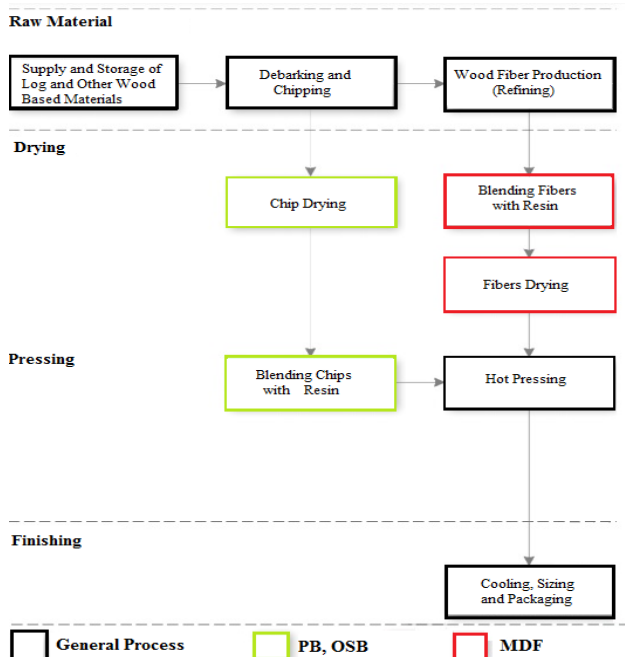 Raw Material
Supply and Storage of
Log and Other Wood
Based Materials
Debarking and
Chipping
Wood Fiber Production
(Refining)
Drying
Chip Drying
Blending Fibers
with Resin
Fibers Drying
Pressing
Blending Chips
with Resin
Hot Pressing
Finishing
Cooling, Sizing
and Packaging
General Process
PB, OSB
MDF